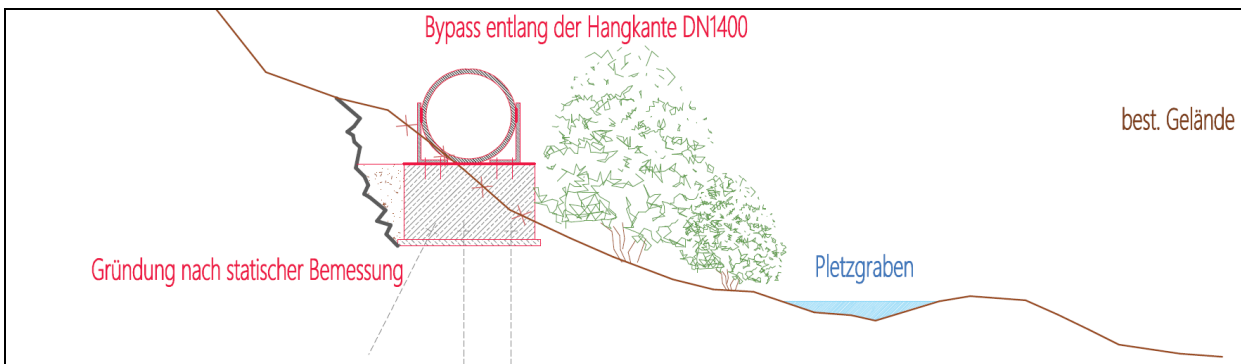 Bypass entlang der Hangkante DN1400
best. Gelände
Gründung nach statischer Bemessung
Pletzgraben